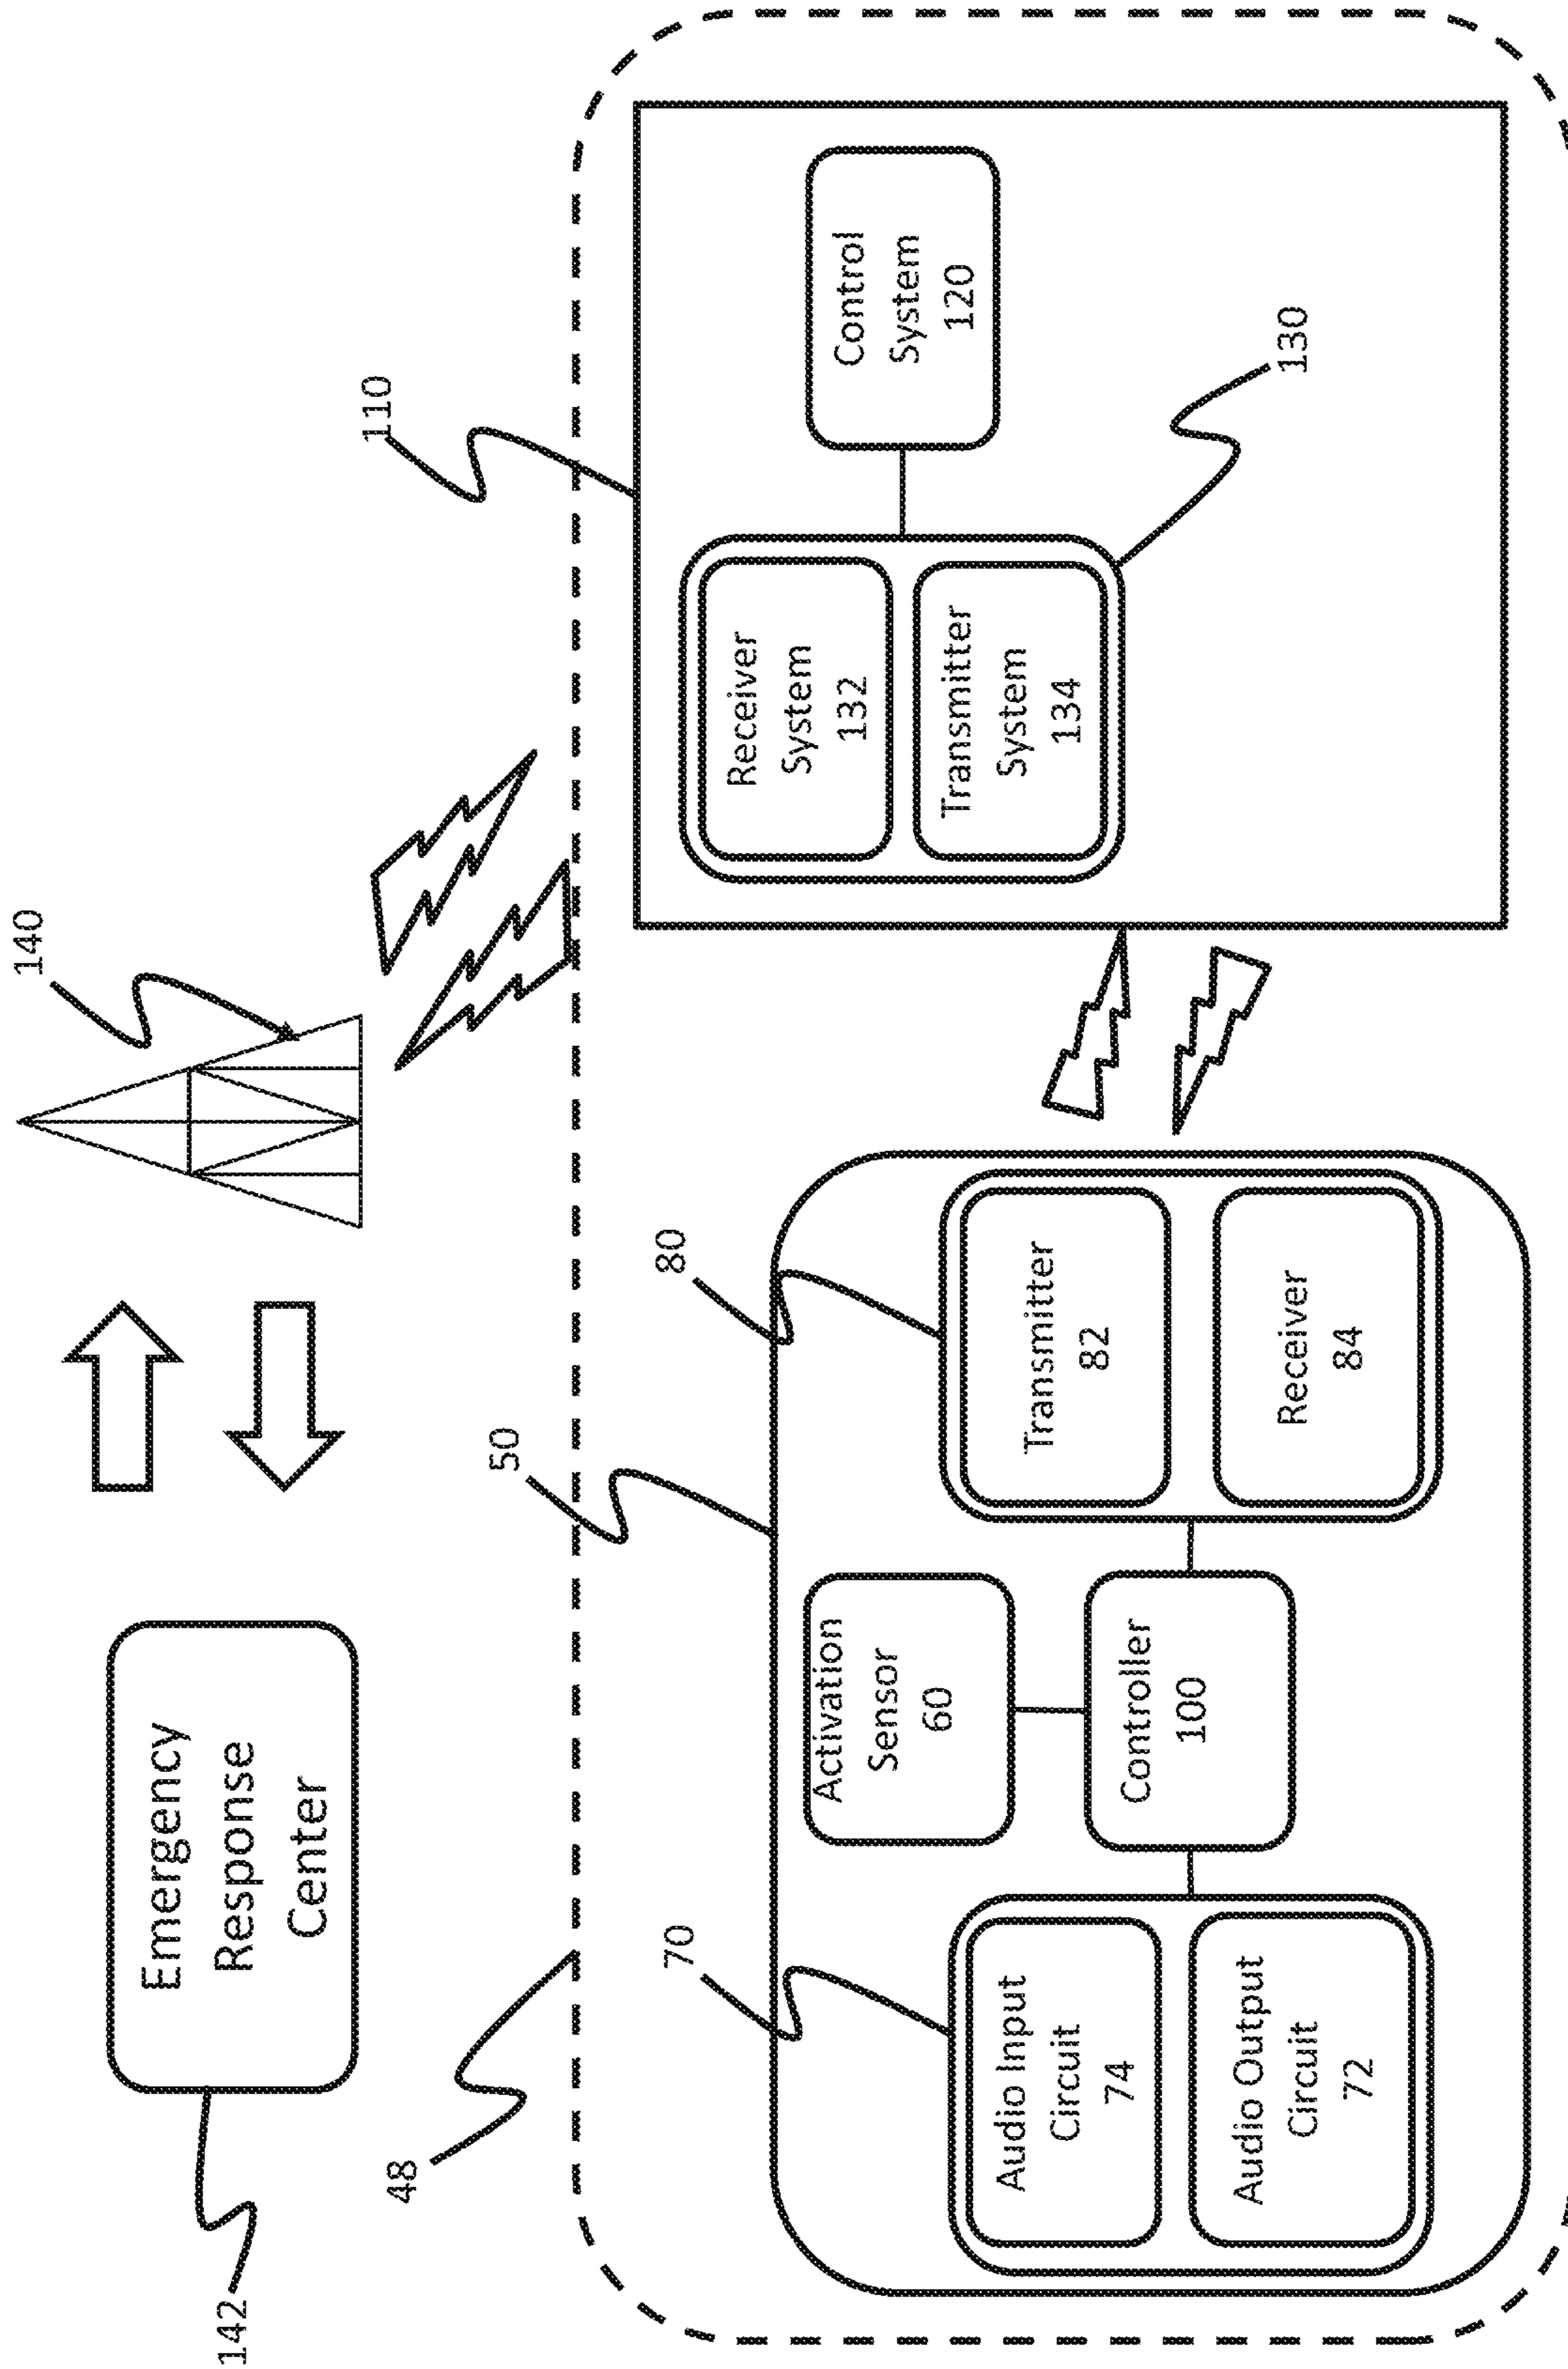 142
Emergency
Response
Center
140
48
50
110
70
80
Activation
Sensor
60
Audio Input
Circuit
74
Audio Output
Circuit
72
Controller
100
Transmitter
82
Receiver
84
Receiver
System
132
Transmitter
System
134
Control
System
120
130